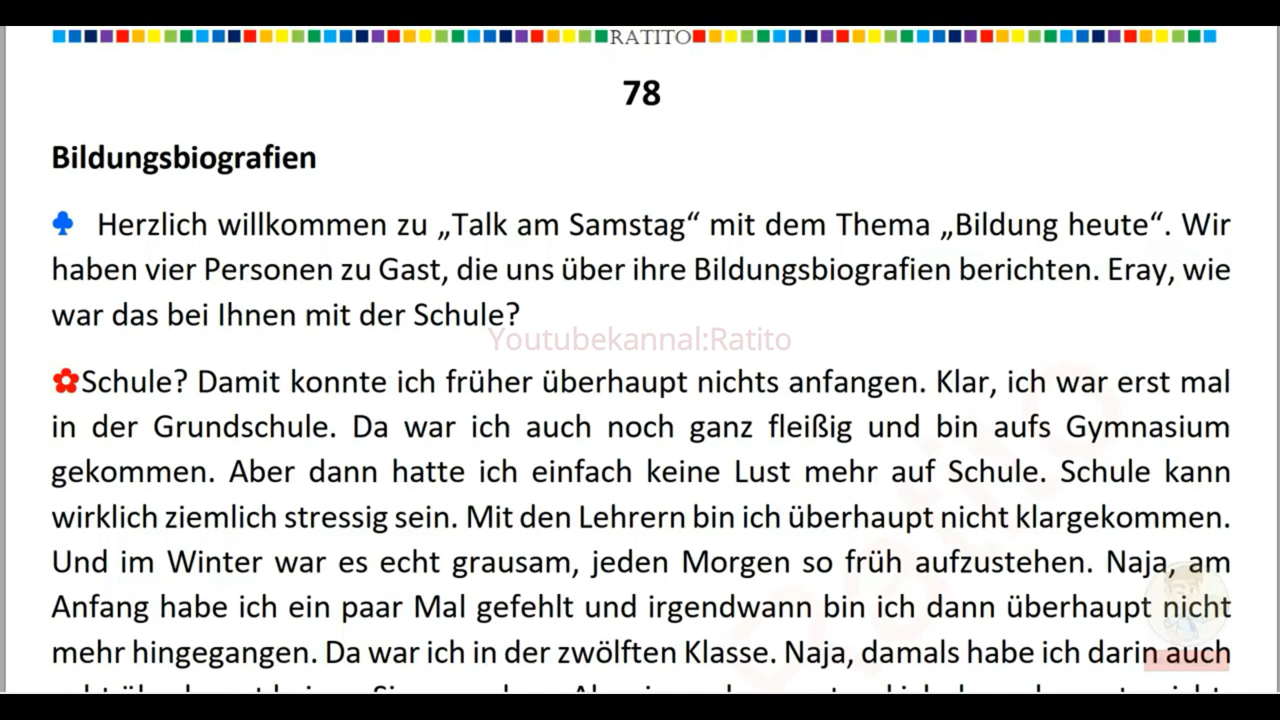 RATITO
78
Bildungsbiografien
Herzlich willkommen zu „Talk am Samstag“ mit dem Thema „Bildung heute“. Wir
haben vier Personen zu Gast, die uns über ihre Bildungsbiografien berichten. Eray, wie
war das bei Ihnen mit der Schule?
Youtubekannal:Ratito
Schule? Damit konnte ich früher überhaupt nichts anfangen. Klar, ich war erst mal
in der Grundschule. Da war ich auch noch ganz fleißig und bin aufs Gymnasium
gekommen. Aber dann hatte ich einfach keine Lust mehr auf Schule. Schule kann
wirklich ziemlich stressig sein. Mit den Lehrern bin ich überhaupt nicht klargekommen.
Und im Winter war es echt grausam, jeden Morgen so früh aufzustehen. Naja, am
Anfang habe ich ein paar Mal gefehlt und irgendwann bin ich dann überhaupt nicht
mehr hingegangen. Da war ich in der zwölften Klasse. Naja, damals habe ich darin auch